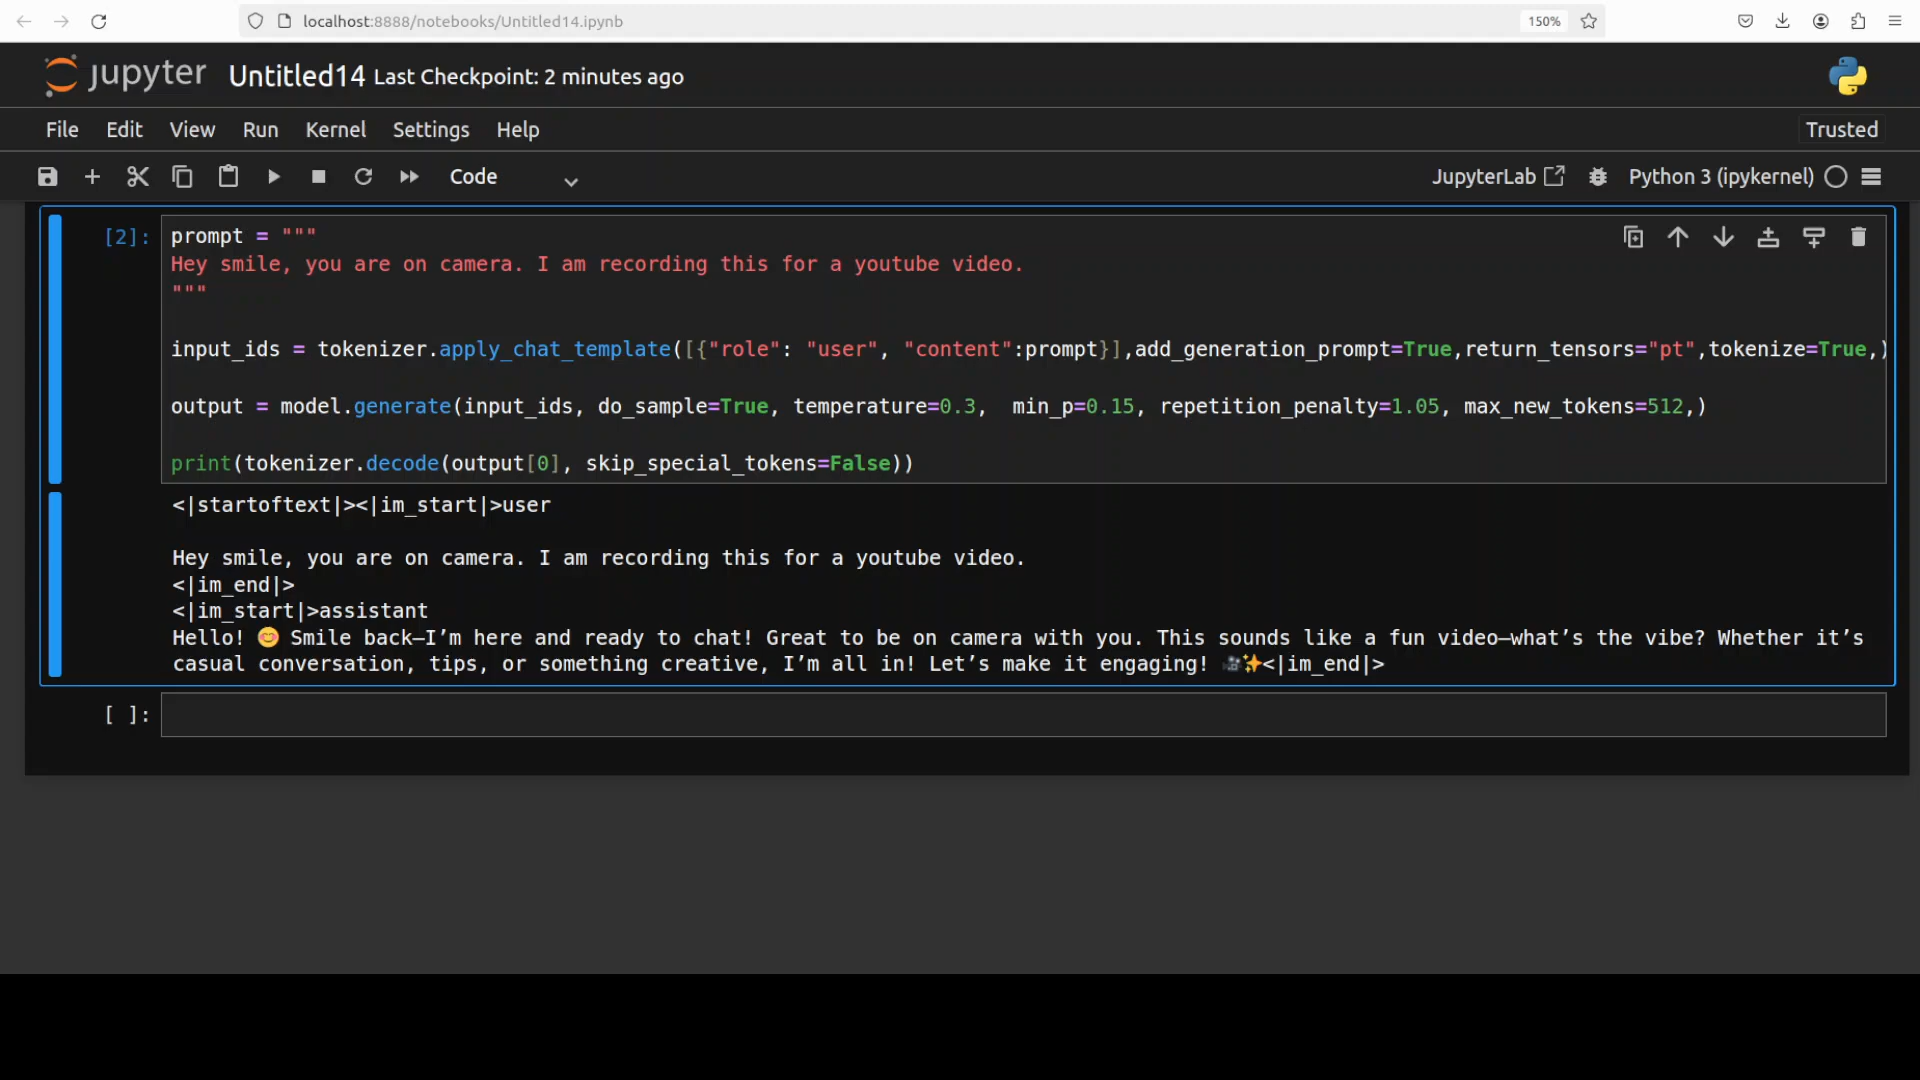 localhost:8888/notebooks/Untitled14.ipynb
150%
jupyter Untitled14 Last Checkpoint: 2 minutes ago
File Edit View Run Kernel Settings Help
Trusted
Code
JupyterLab
Python 3 (ipykernel)
[2]:
prompt = """
Hey smile, you are on camera. I am recording this for a youtube video.
"""
input_ids = tokenizer.apply_chat_template([{"role": "user", "content":prompt}],add_generation_prompt=True,return_tensors="pt",tokenize=True,)
output = model.generate(input_ids, do_sample=True, temperature=0.3,  min_p=0.15, repetition_penalty=1.05, max_new_tokens=512,)
print(tokenizer.decode(output[0], skip_special_tokens=False))
<|startoftext|><|im_start|>user
Hey smile, you are on camera. I am recording this for a youtube video.
<|im_end|>
<|im_start|>assistant
Hello! 😊 Smile back—I’m here and ready to chat! Great to be on camera with you. This sounds like a fun video—what’s the vibe? Whether it’s
casual conversation, tips, or something creative, I’m all in! Let’s make it engaging! 🎥✨<|im_end|>
[ ]: